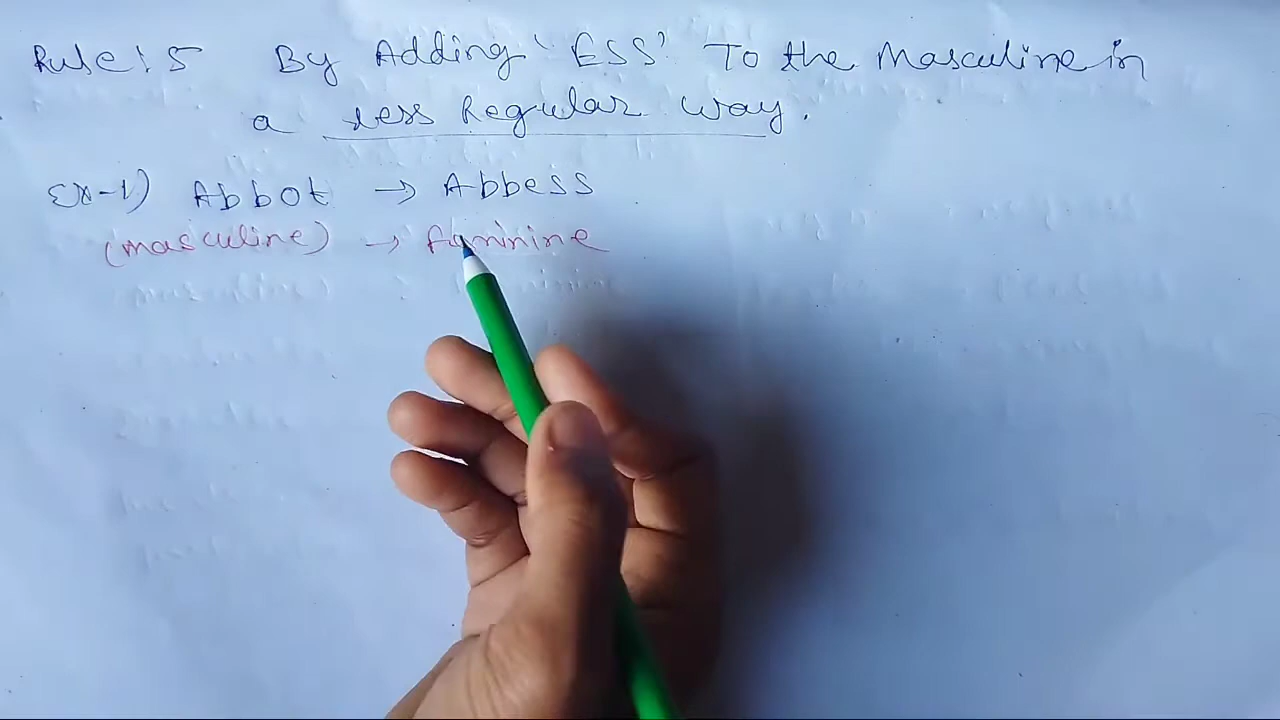 Rule:5 By Adding 'ESS' To the Masculine in
a less Regular way.
Ex-1) Abbot → Abbess
(masculine) → feminine